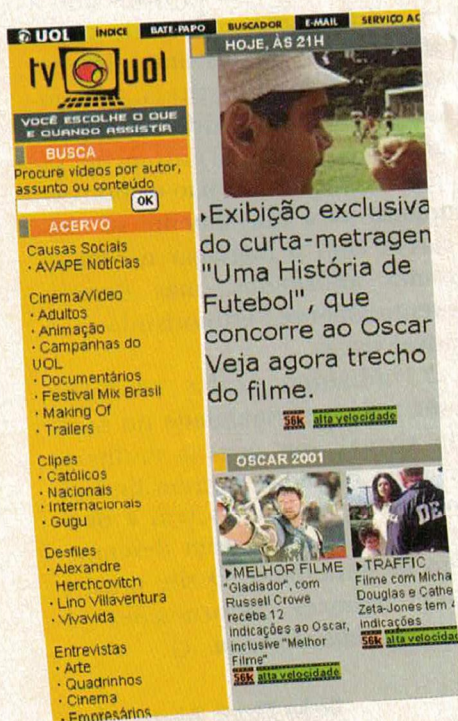 UOL ÍNDICE BATE-PAPO BUSCADOR E-MAIL SERVIÇO AO
tv uol
VOCÊ ESCOLHE O QUE
E QUANDO ASSISTIR
BUSCA
Procure vídeos por autor,
assunto ou conteúdo
OK
ACERVO
Causas Sociais
· AVAPE Notícias
Cinema/Vídeo
· Adultos
· Animação
· Campanhas do
UOL
· Documentários
· Festival Mix Brasil
· Making Of
· Trailers
Clipes
· Católicos
· Nacionais
· Internacionais
· Gugu
Desfiles
· Alexandre
Herchcovitch
· Lino Villaventura
· Vivavida
Entrevistas
· Arte
· Quadrinhos
· Cinema
· Empresários
HOJE, ÀS 21H
Exibição exclusiva
do curta-metragem
"Uma História de
Futebol", que
concorre ao Oscar
Veja agora trecho
do filme.
56k alta velocidade
OSCAR 2001
MELHOR FILME
"Gladiador", com
Russell Crowe
recebe 12
indicações ao Oscar,
inclusive "Melhor
Filme"
56k alta velocidade
DE
TRAFFIC
Filme com Micha
Douglas e Cathe
Zeta-Jones tem 4
indicações
56k alta velocidad